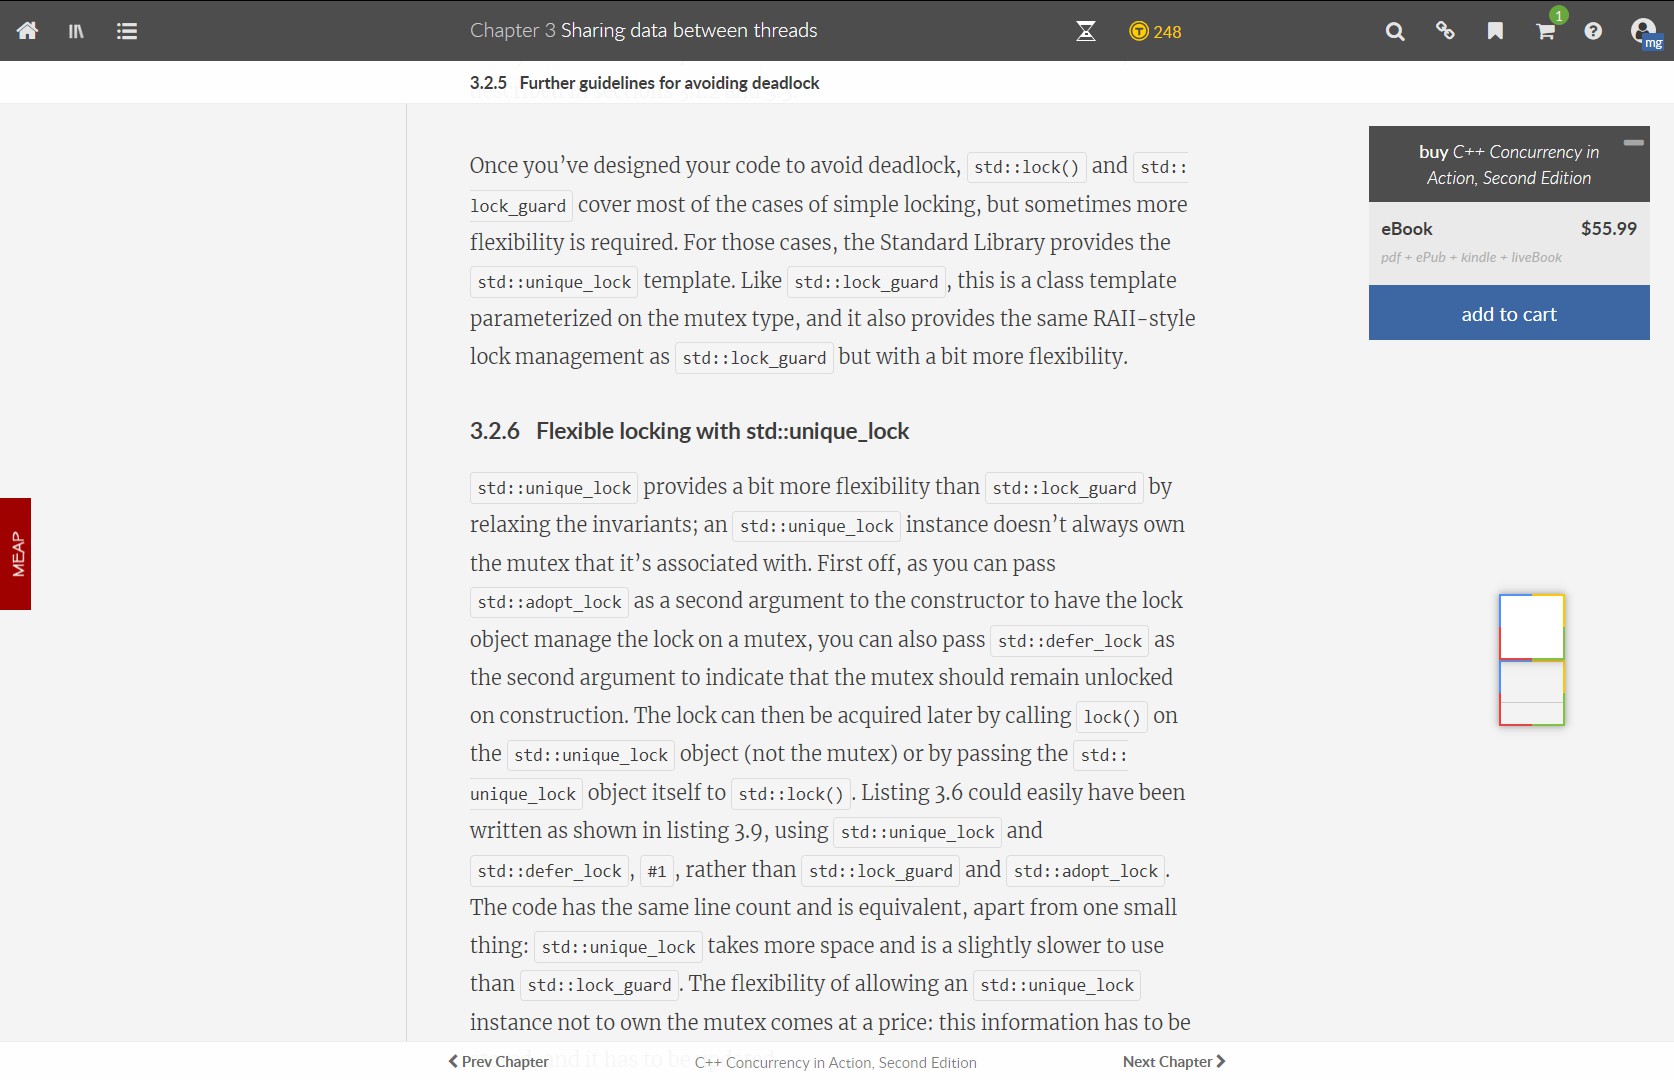 Chapter 3 Sharing data between threads
248
1
mg
3.2.5 Further guidelines for avoiding deadlock
Once you’ve designed your code to avoid deadlock, std::lock() and std::
lock_guard cover most of the cases of simple locking, but sometimes more
flexibility is required. For those cases, the Standard Library provides the
std::unique_lock template. Like std::lock_guard, this is a class template
parameterized on the mutex type, and it also provides the same RAII-style
lock management as std::lock_guard but with a bit more flexibility.
3.2.6 Flexible locking with std::unique_lock
std::unique_lock provides a bit more flexibility than std::lock_guard by
relaxing the invariants; an std::unique_lock instance doesn’t always own
the mutex that it’s associated with. First off, as you can pass
std::adopt_lock as a second argument to the constructor to have the lock
object manage the lock on a mutex, you can also pass std::defer_lock as
the second argument to indicate that the mutex should remain unlocked
on construction. The lock can then be acquired later by calling lock() on
the std::unique_lock object (not the mutex) or by passing the std::
unique_lock object itself to std::lock(). Listing 3.6 could easily have been
written as shown in listing 3.9, using std::unique_lock and
std::defer_lock, #1, rather than std::lock_guard and std::adopt_lock.
The code has the same line count and is equivalent, apart from one small
thing: std::unique_lock takes more space and is a slightly slower to use
than std::lock_guard. The flexibility of allowing an std::unique_lock
instance not to own the mutex comes at a price: this information has to be
buy C++ Concurrency in
Action, Second Edition
eBook $55.99
pdf + ePub + kindle + liveBook
add to cart
MEAP
Prev Chapter
C++ Concurrency in Action, Second Edition
Next Chapter